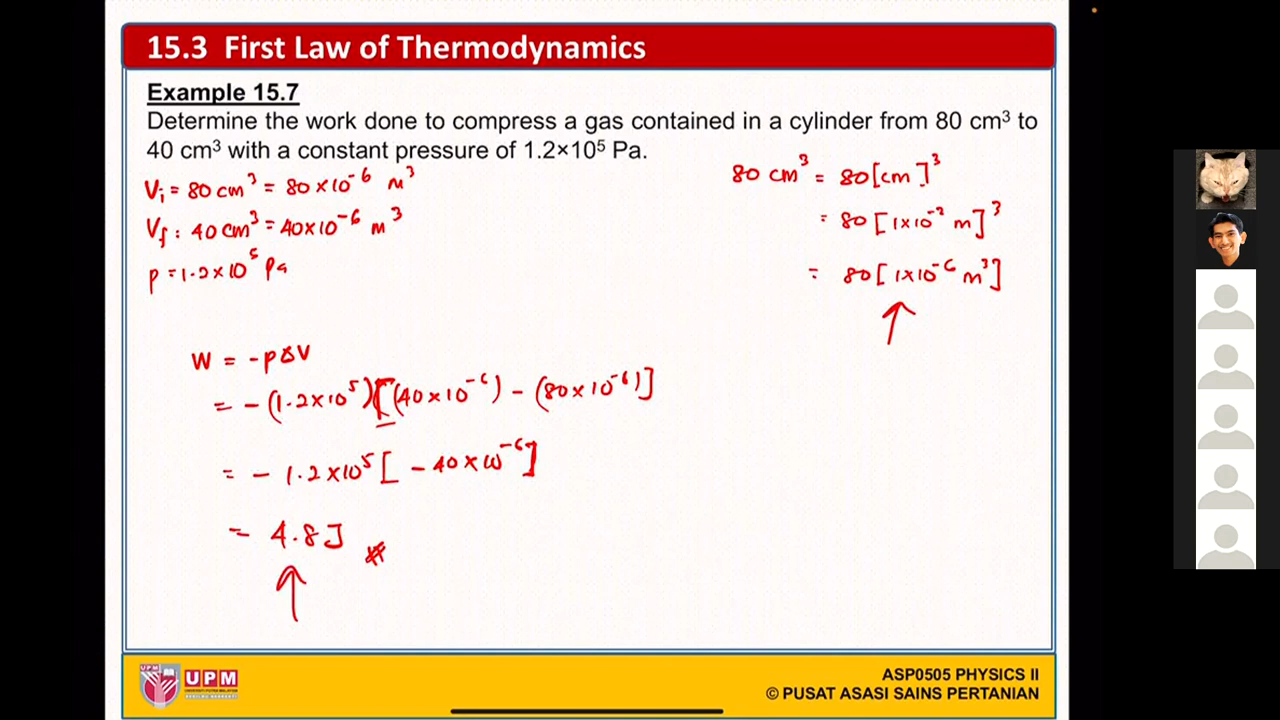 15.3 First Law of Thermodynamics
Example 15.7
Determine the work done to compress a gas contained in a cylinder from 80 cm³ to
40 cm³ with a constant pressure of 1.2×10⁵ Pa.
Vi = 80 cm³ = 80 × 10⁻⁶ m³
Vf : 40 cm³ = 40×10⁻⁶ m³
P = 1.2 × 10⁵ Pa
80 cm³ = 80[cm]³
= 80 [1×10⁻² m]³
= 80 [1×10⁻⁶ m³]
W = -pΔV
= -(1.2×10⁵)[(40×10⁻⁶) - (80×10⁻⁶)]
= - 1.2×10⁵ [-40×10⁻⁶]
= 4.8J
UPM
UPM
ASP0505 PHYSICS II
© PUSAT ASASI SAINS PERTANIAN